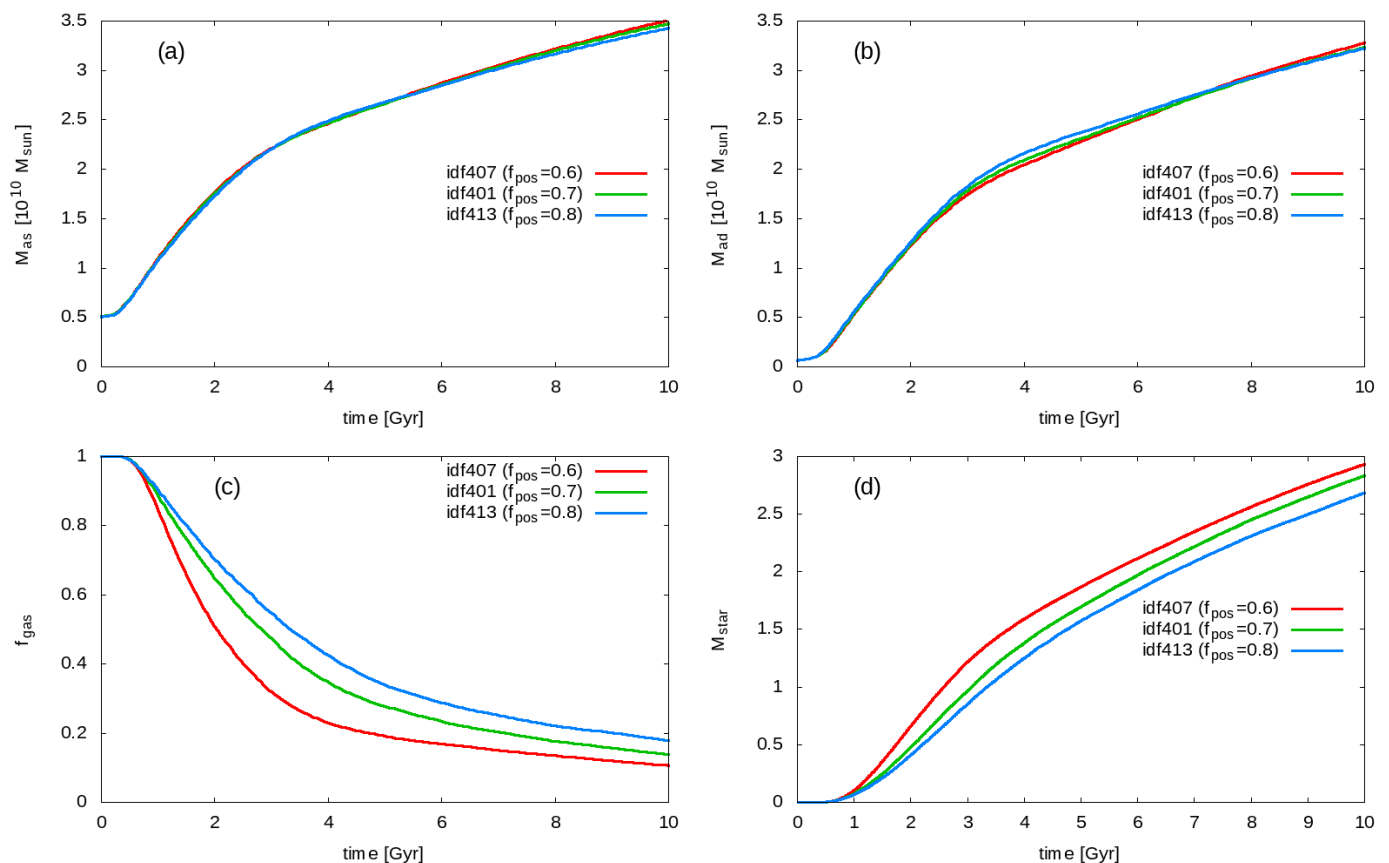 (a)
3.5
3
2.5
2
1.5
1
0.5
0
M_as [10^10 M_sun]
idf407 (f_pos=0.6)
idf401 (f_pos=0.7)
idf413 (f_pos=0.8)
0 2 4 6 8 10
time [Gyr]
(b)
3.5
3
2.5
2
1.5
1
0.5
0
M_ad [10^10 M_sun]
idf407 (f_pos=0.6)
idf401 (f_pos=0.7)
idf413 (f_pos=0.8)
0 2 4 6 8 10
time [Gyr]
(c)
1
0.8
0.6
0.4
0.2
0
f_gas
idf407 (f_pos=0.6)
idf401 (f_pos=0.7)
idf413 (f_pos=0.8)
0 2 4 6 8 10
time [Gyr]
(d)
3
2.5
2
1.5
1
0.5
0
M_star
idf407 (f_pos=0.6)
idf401 (f_pos=0.7)
idf413 (f_pos=0.8)
0 1 2 3 4 5 6 7 8 9 10
time [Gyr]